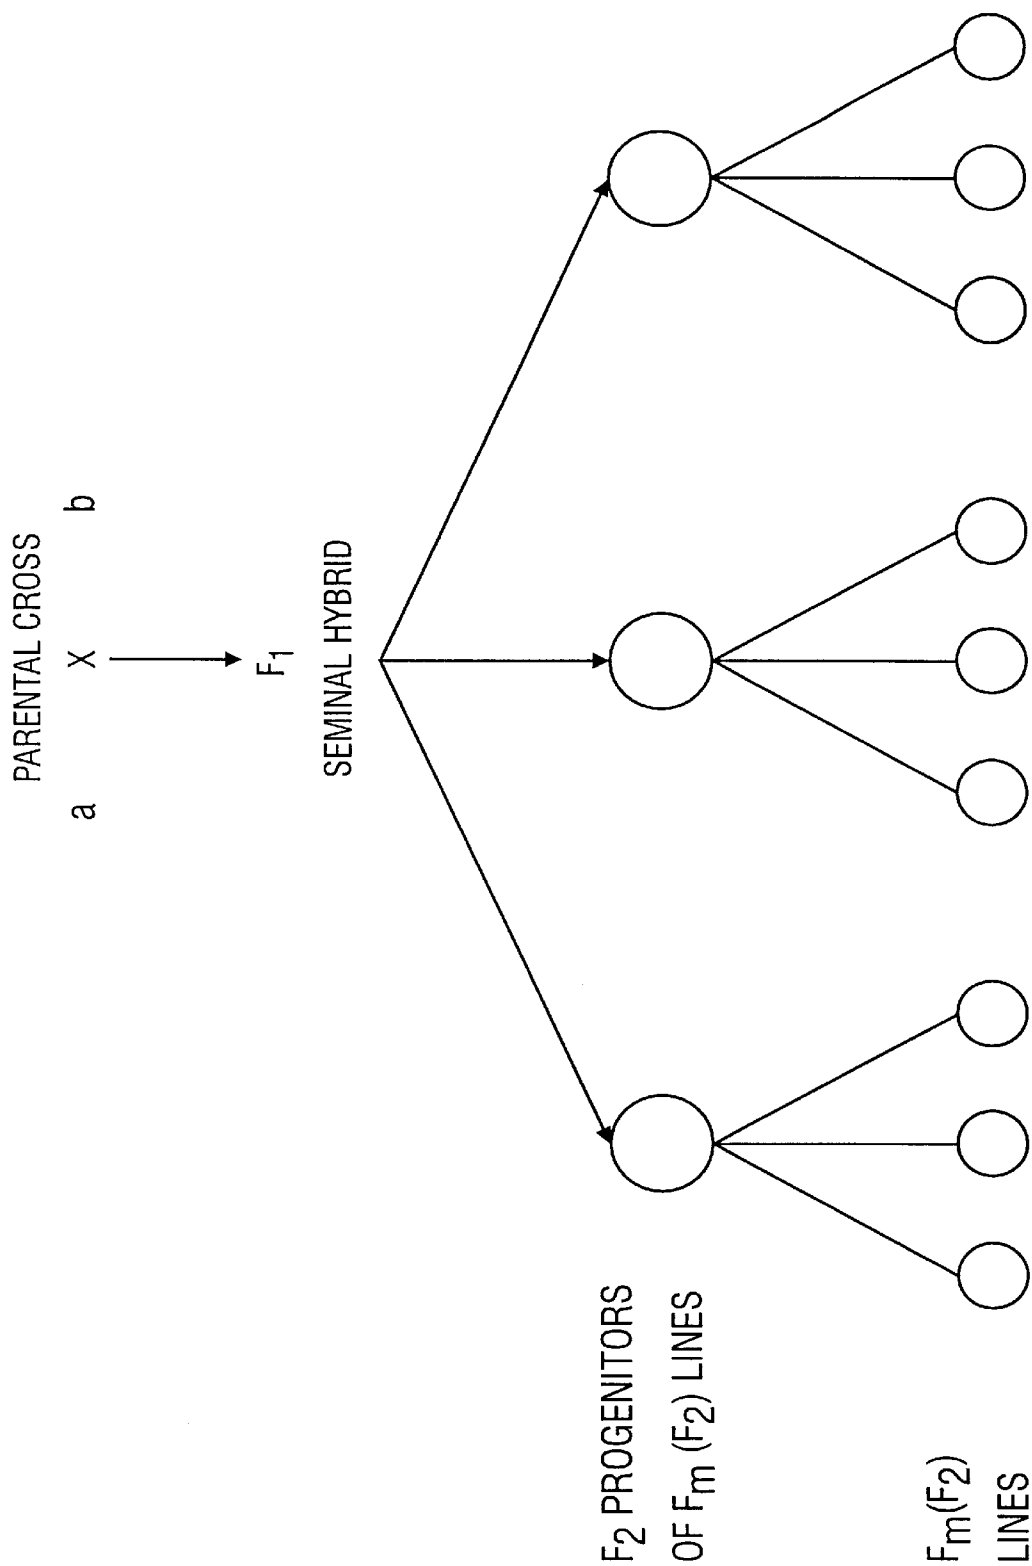 PARENTAL CROSS
a X b
F₁
SEMINAL HYBRID
F₂ PROGENITORS
OF Fₘ (F₂) LINES
Fₘ(F₂)
LINES